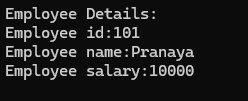 Employee Details:
Employee id:101
Employee name:Pranaya
Employee salary:10000